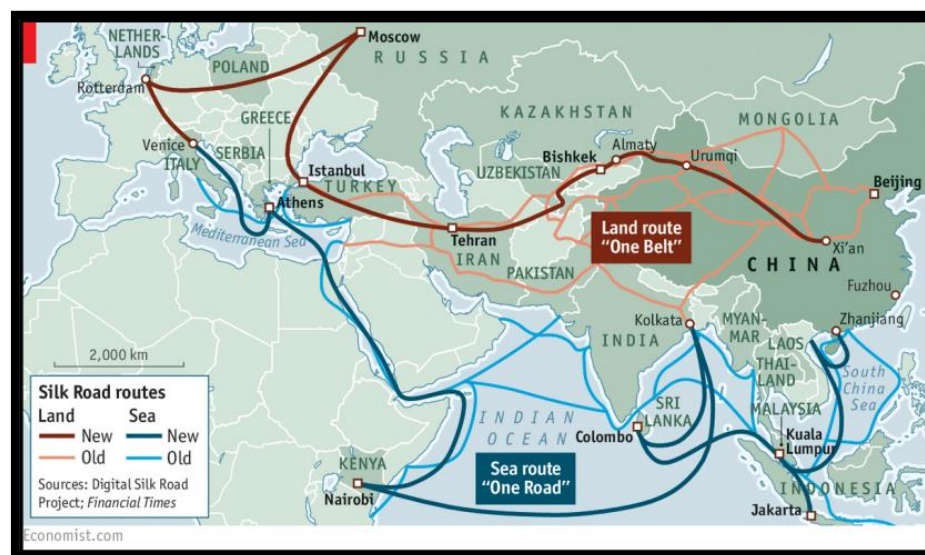 NETHER-
LANDS
Moscow
RUSSIA
POLAND
Rotterdam
KAZAKHSTAN
MONGOLIA
GREECE
Venice
SERBIA
ITALY
Almaty
Bishkek
Urumqi
UZBEKISTAN
Istanbul
TURKEY
Beijing
Athens
Mediterranean Sea
Tehran
IRAN
Land route
"One Belt"
Xi'an
CHINA
PAKISTAN
Fuzhou
Kolkata
MYAN-
MAR
Zhanjiang
INDIA
LAOS
THAI-
LAND
South
China
Sea
2,000 km
Silk Road routes
Land Sea
New New
Old Old
Sources: Digital Silk Road
Project; Financial Times
INDIAN
OCEAN
SRI
LANKA
Colombo
MALAYSIA
Kuala
Lumpur
KENYA
Nairobi
Sea route
"One Road"
INDONESIA
Jakarta
Economist.com